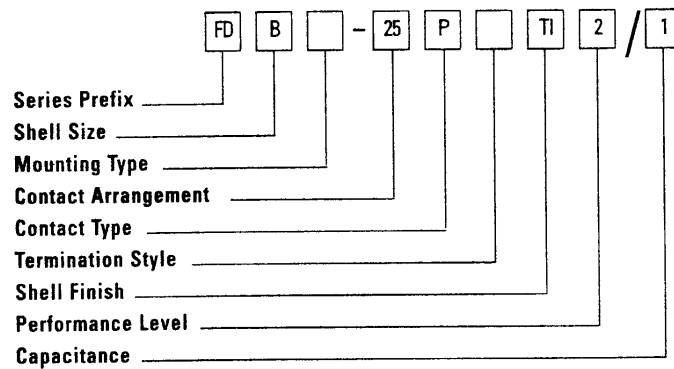 FD B - 25 P TI 2 / 1
Series Prefix
Shell Size
Mounting Type
Contact Arrangement
Contact Type
Termination Style
Shell Finish
Performance Level
Capacitance